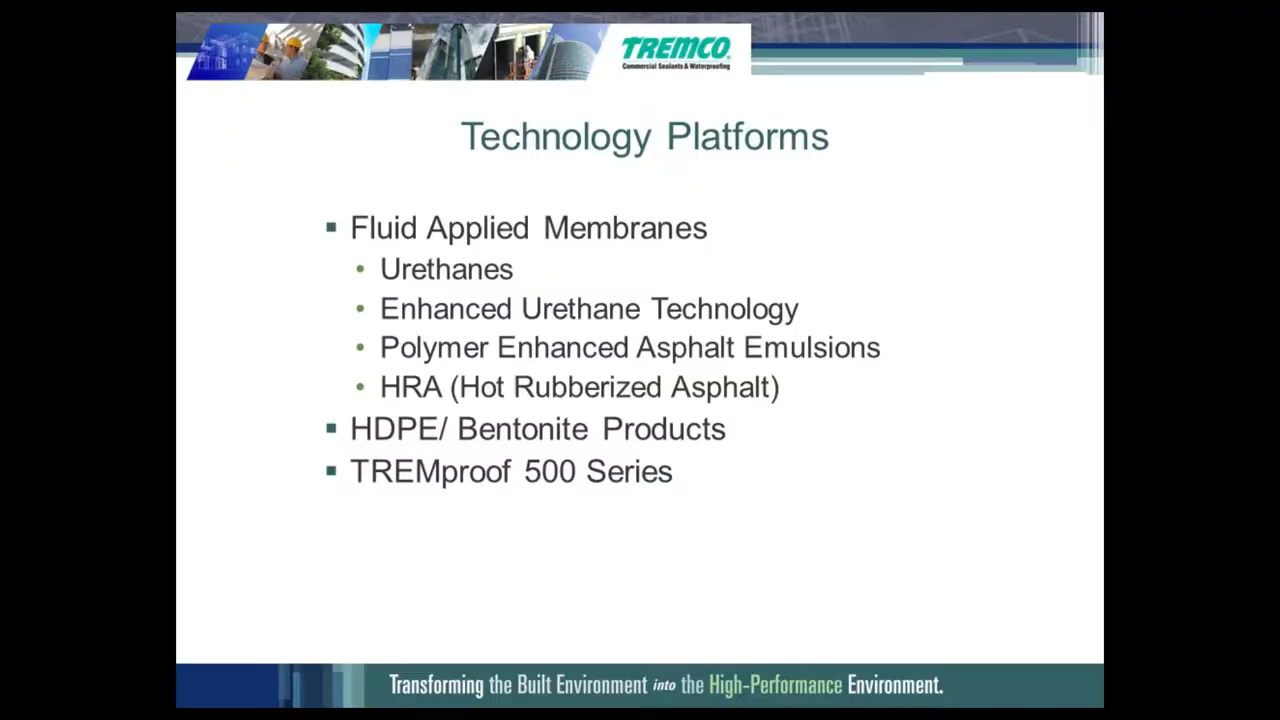 TREMCO
Commercial Sealants & Waterproofing
Technology Platforms
Fluid Applied Membranes
Urethanes
Enhanced Urethane Technology
Polymer Enhanced Asphalt Emulsions
HRA (Hot Rubberized Asphalt)
HDPE/ Bentonite Products
TREMproof 500 Series
Transforming the Built Environment into the High-Performance Environment.